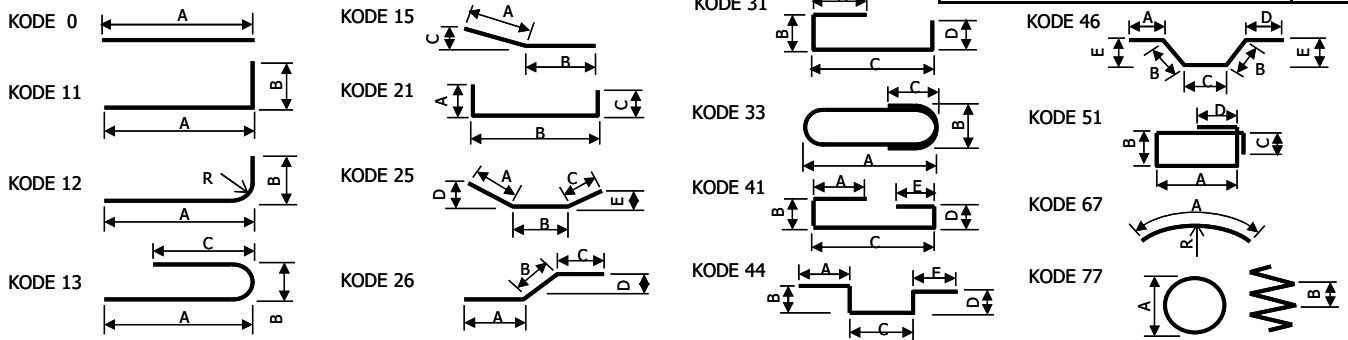 KODE 0
A
KODE 11
B
A
KODE 12
R
B
A
KODE 13
C
A
B
KODE 15
A
C
B
KODE 21
A
C
B
KODE 25
A
C
D
E
B
KODE 26
B
C
D
A
KODE 31
B
D
C
KODE 33
C
B
A
KODE 41
A
E
B
D
C
KODE 44
A
E
B
D
C
KODE 46
A
D
E
E
B
C
B
KODE 51
D
B
C
A
KODE 67
A
R
KODE 77
A
B